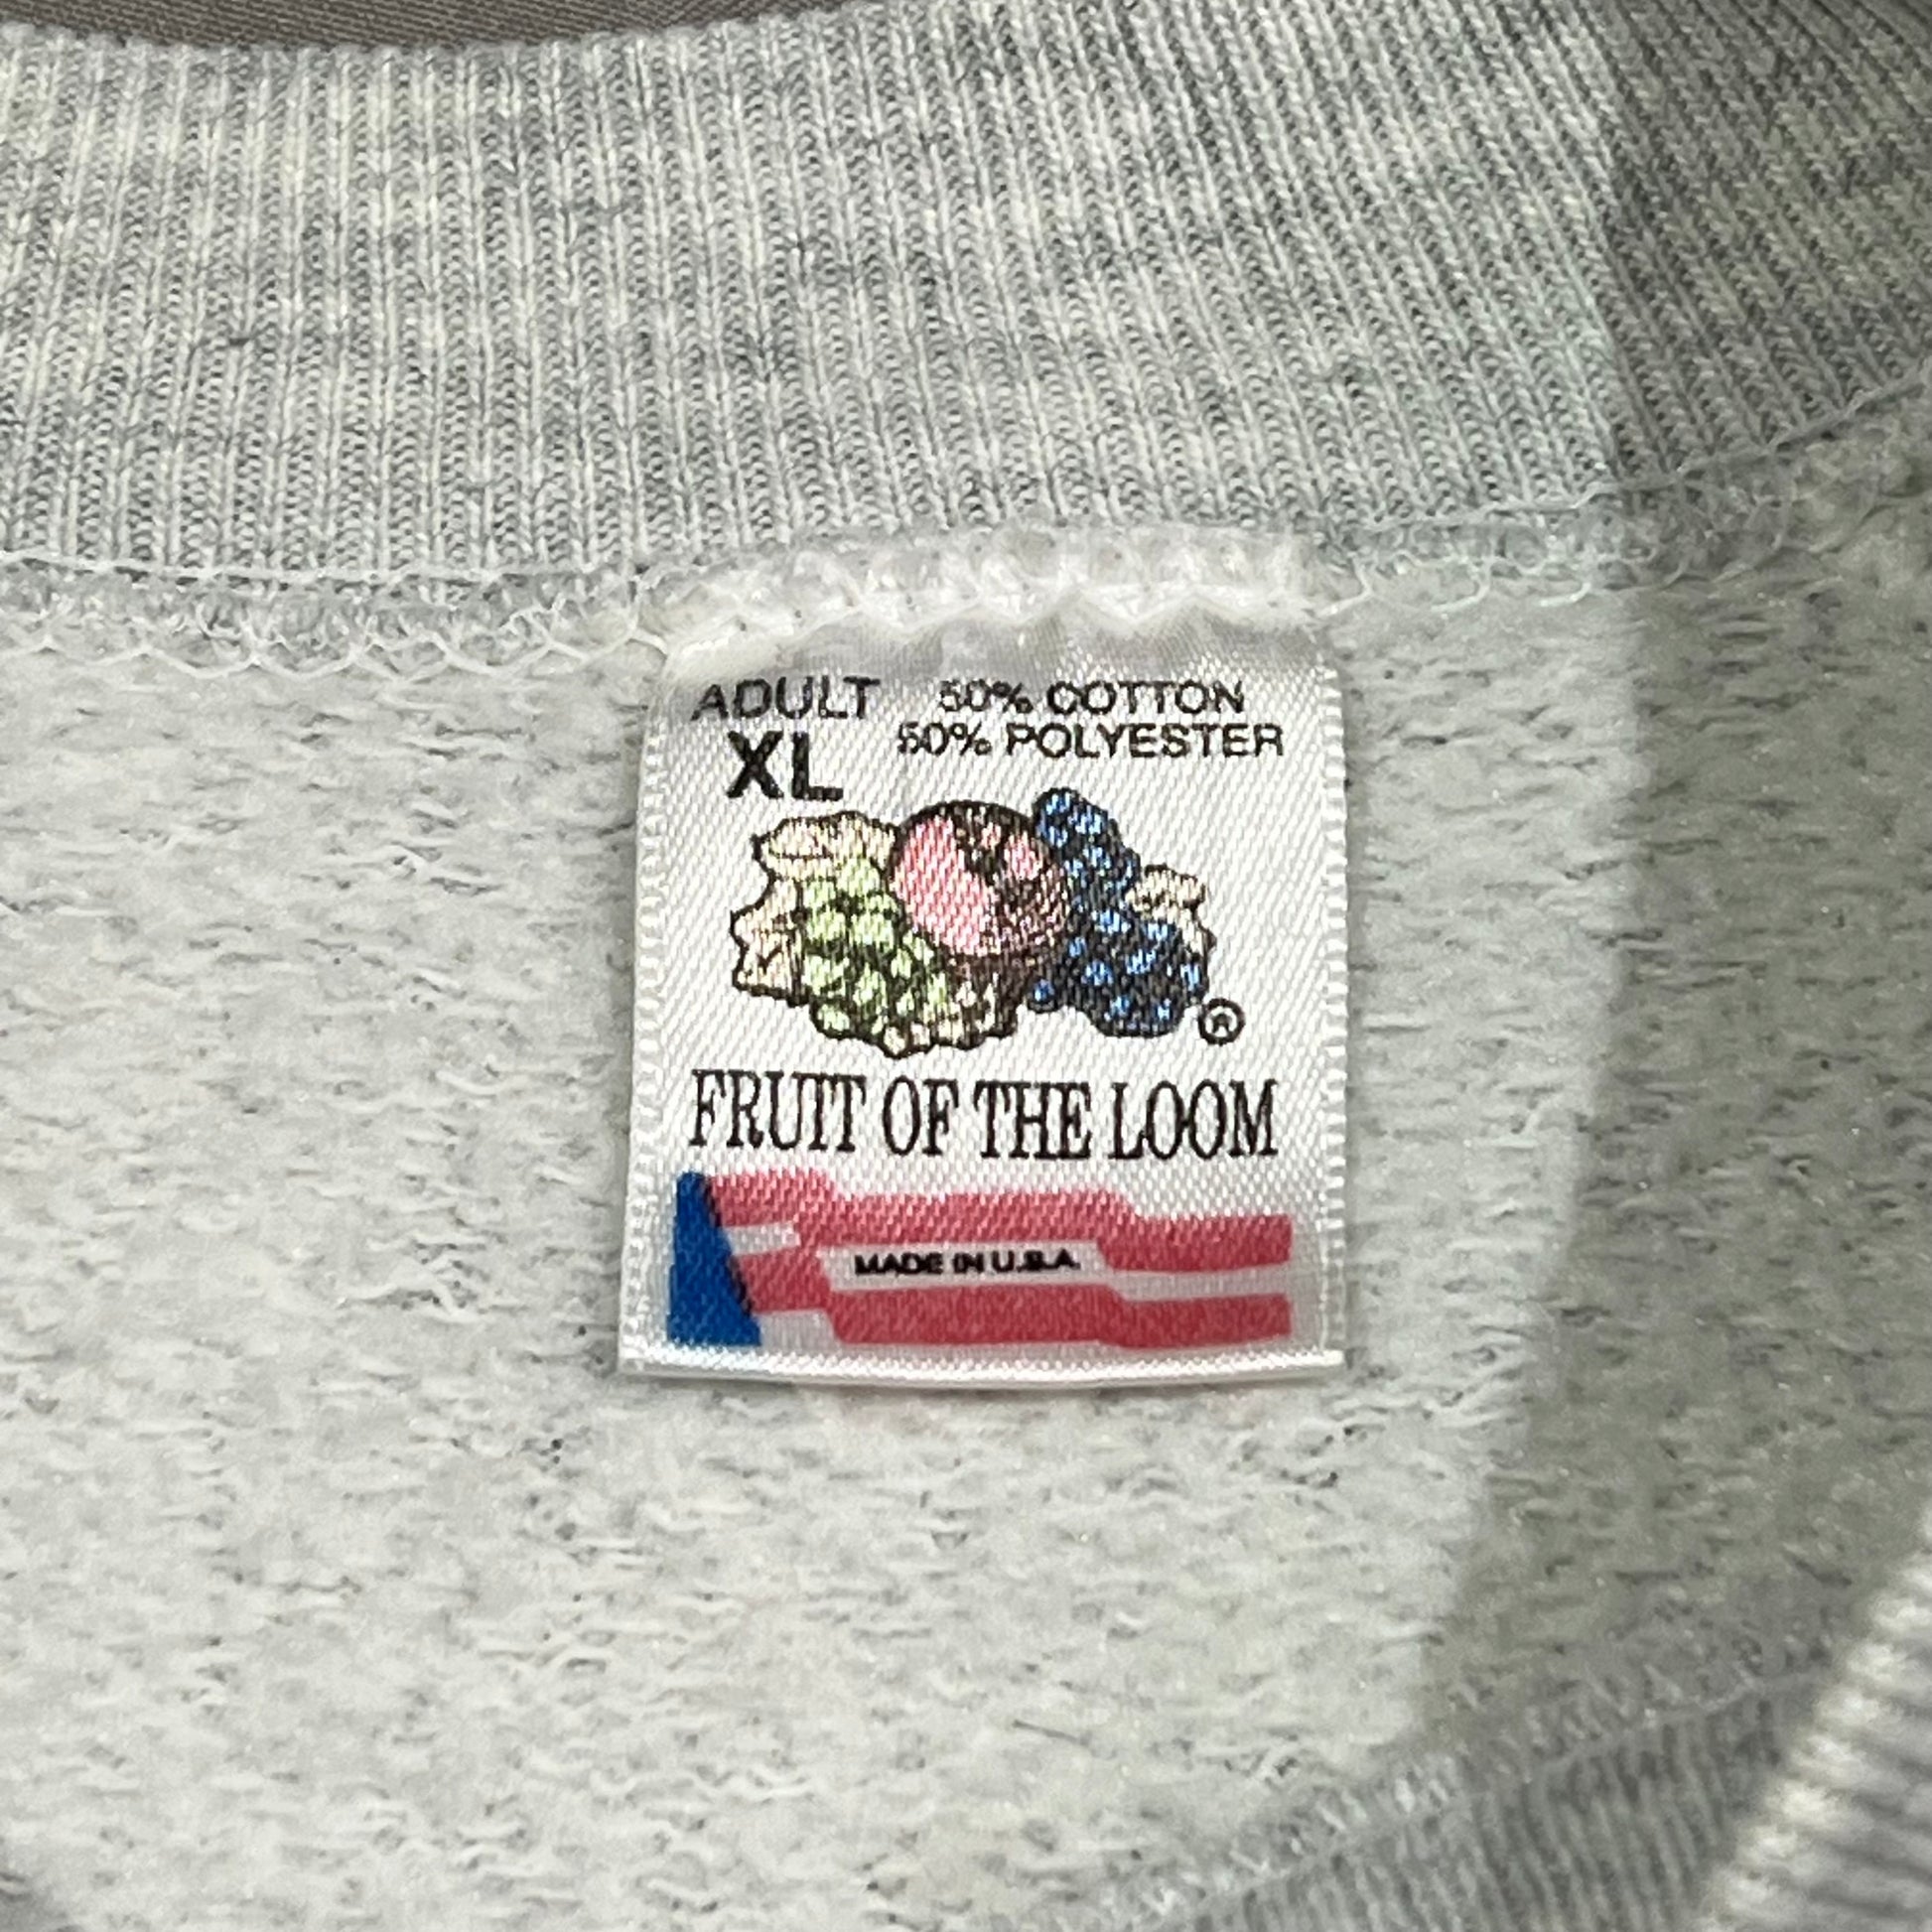 ADULT 50% COTTON
XL 50% POLYESTER
®
FRUIT OF THE LOOM
MADE IN U.S.A.